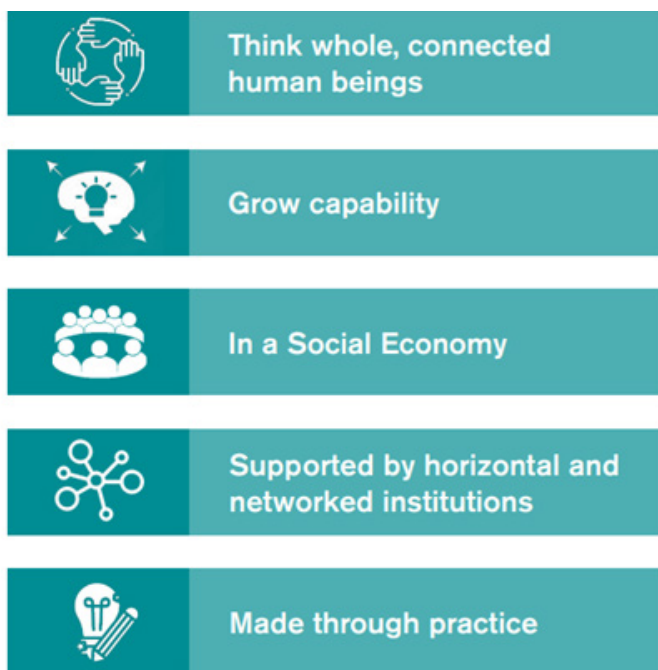 Think whole, connected
human beings
Grow capability
In a Social Economy
Supported by horizontal and
networked institutions
Made through practice